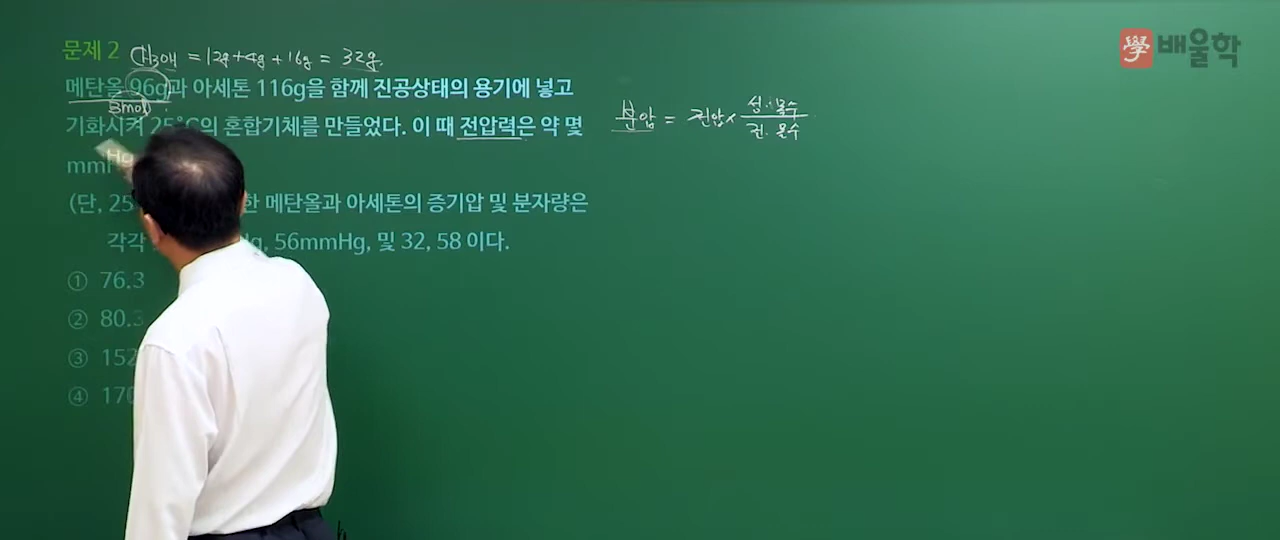 배울학
문제 2 CH3OH = 12g + 4g + 16g = 32g.
메탄올 96g과 아세톤 116g을 함께 진공상태의 용기에 넣고
3mol
분압 = 전압 × 성·몰수 / 전·몰수
기화시켜 25℃의 혼합기체를 만들었다. 이 때 전압력은 약 몇
mmHg
(단, 25 한 메탄올과 아세톤의 증기압 및 분자량은
각각 g, 56mmHg, 및 32, 58 이다.
① 76.3
② 80.3
③ 152
④ 170